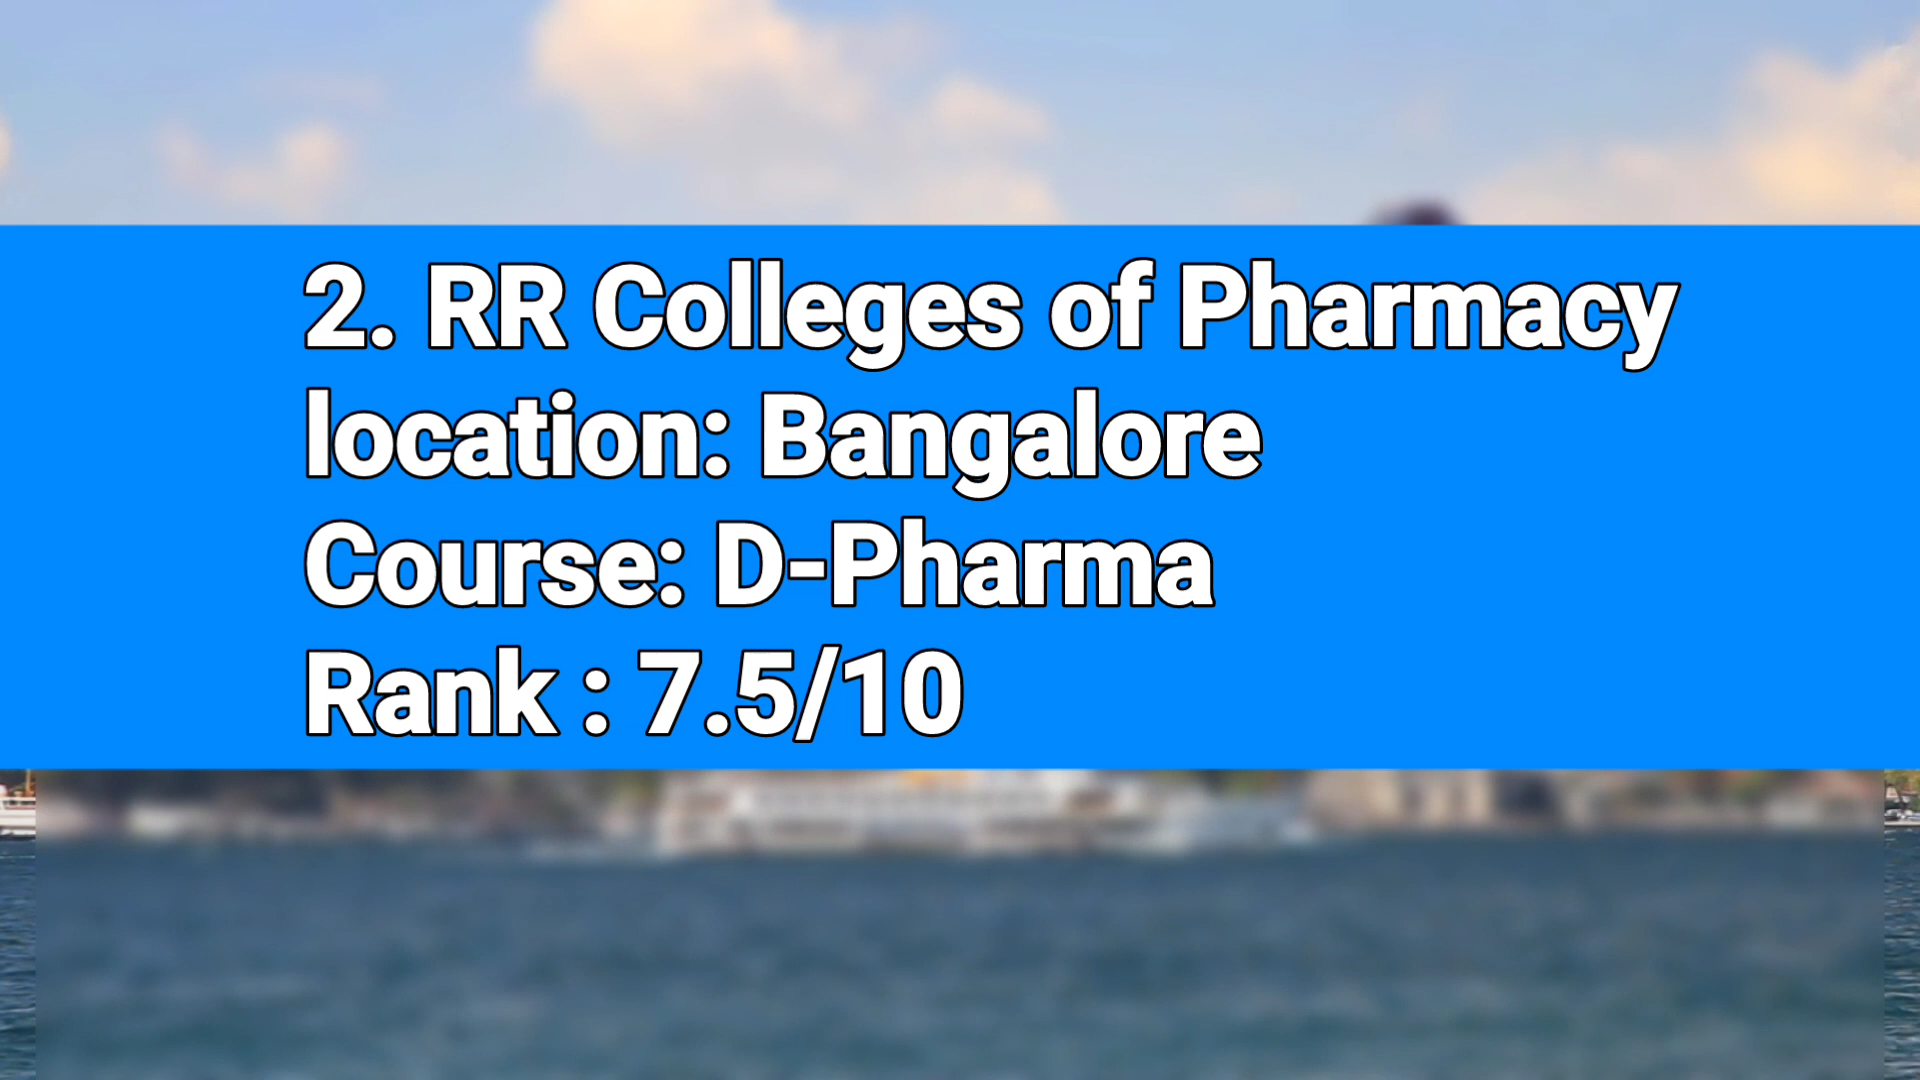 2. RR Colleges of Pharmacy
location: Bangalore
Course: D-Pharma
Rank : 7.5/10